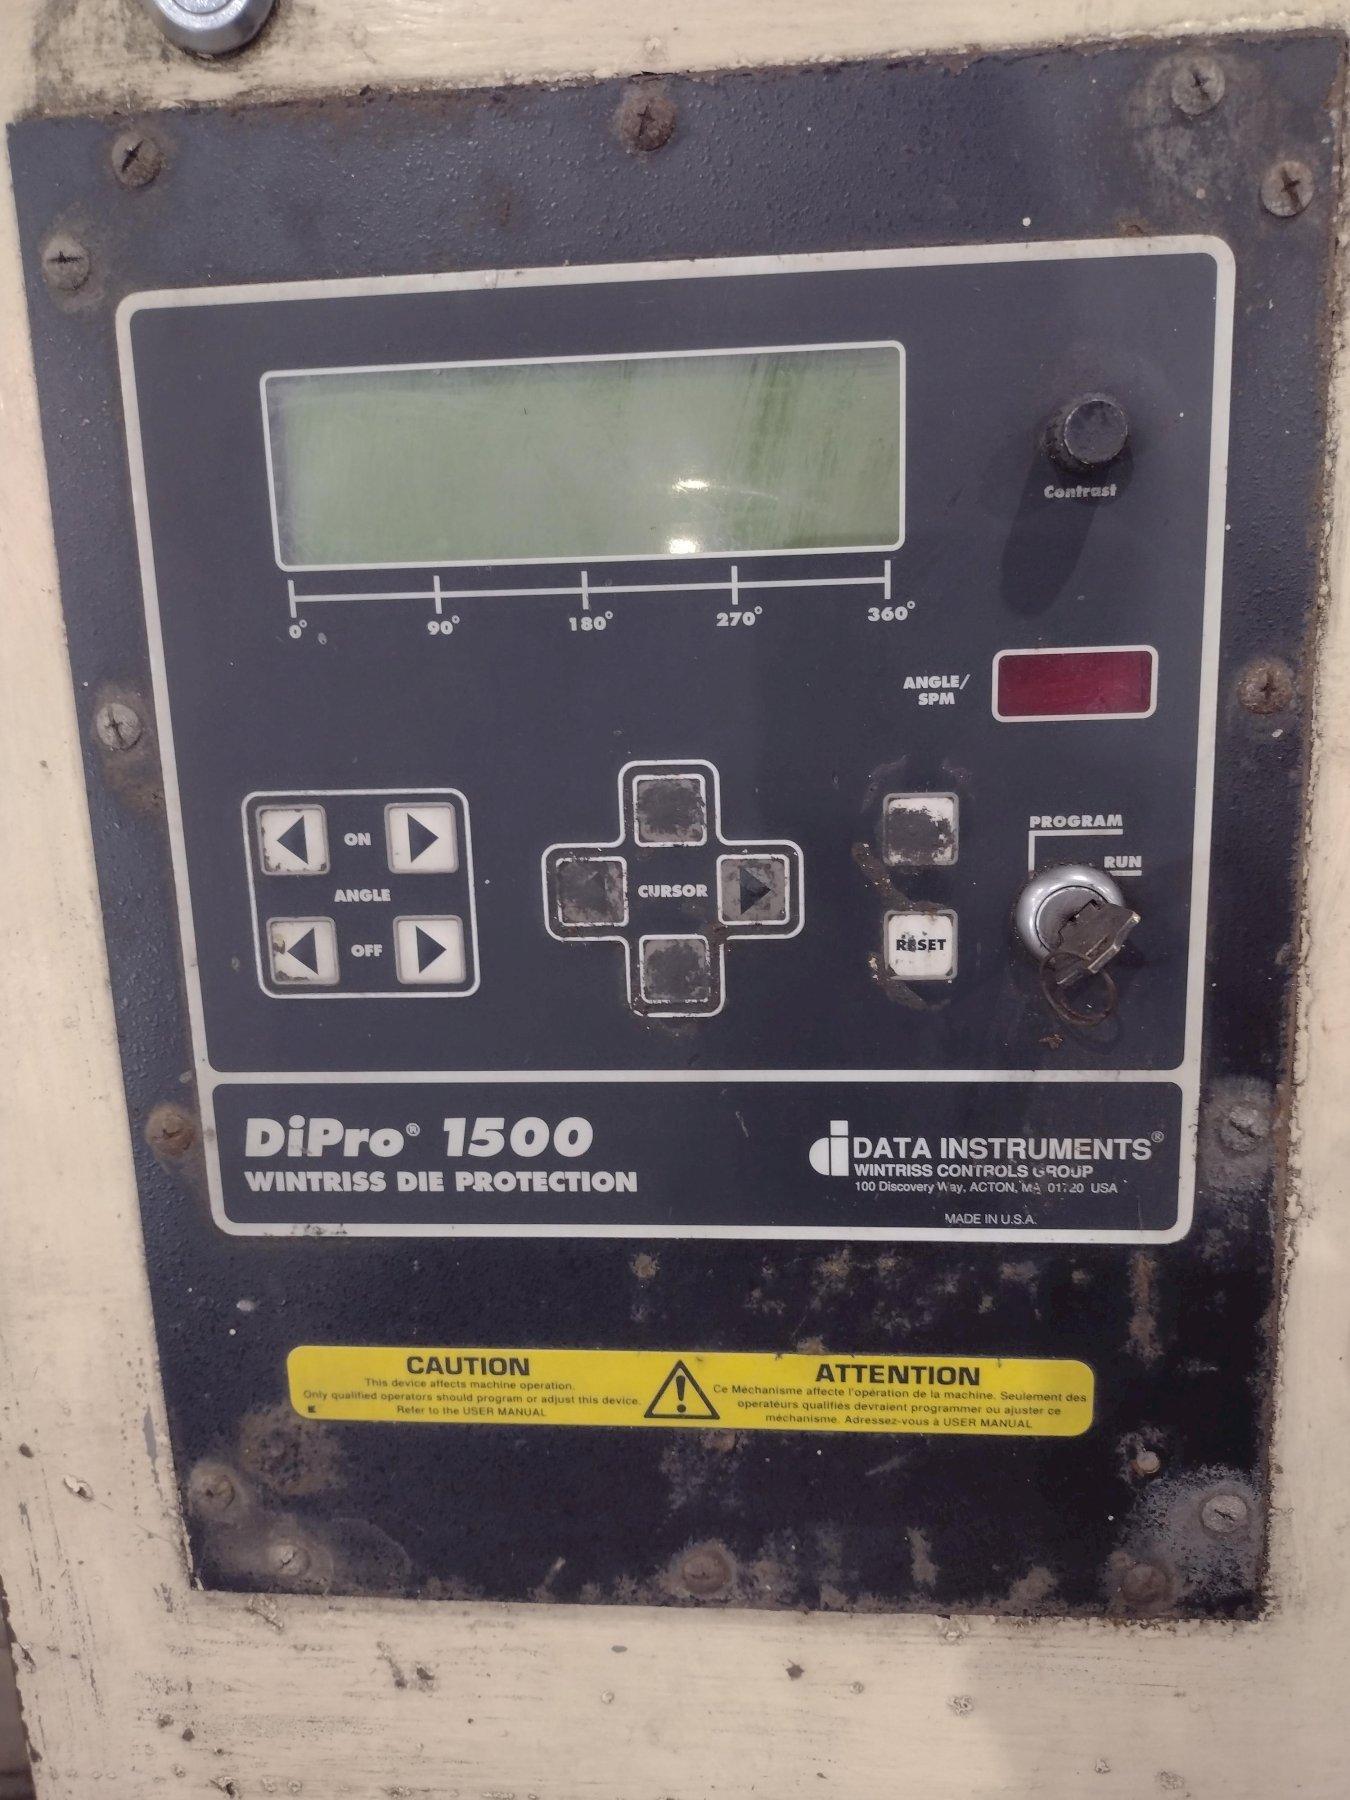 Contrast
0° 90° 180° 270° 360°
ANGLE/
SPM
ON
ANGLE
OFF
CURSOR
RESET
PROGRAM
RUN
DiPro® 1500
WINTRISS DIE PROTECTION
di DATA INSTRUMENTS®
WINTRISS CONTROLS GROUP
100 Discovery Way, ACTON, MA 01720 USA
MADE IN U.S.A.
CAUTION
This device affects machine operation.
Only qualified operators should program or adjust this device.
Refer to the USER MANUAL
ATTENTION
Ce Méchanisme affecte l'opération de la machine. Seulement des
opérateurs qualifiés devraient programmer ou ajuster ce
méchanisme. Adressez-vous à USER MANUAL